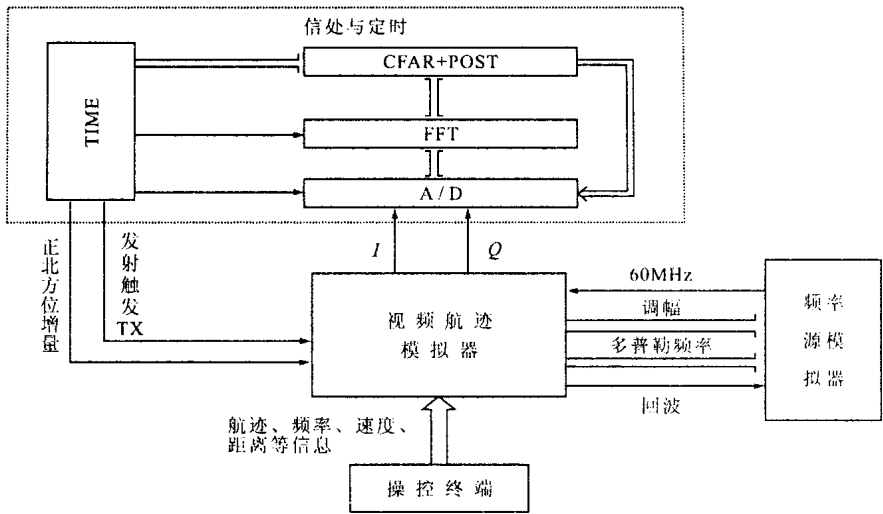 信处与定时
TIME
CFAR+POST
FFT
A/D
正北方位增量
发射触发
TX
I
Q
视频航迹
模拟器
60MHz
调幅
多普勒频率
回波
频率
源模
拟器
航迹、频率、速度、
距离等信息
操控终端